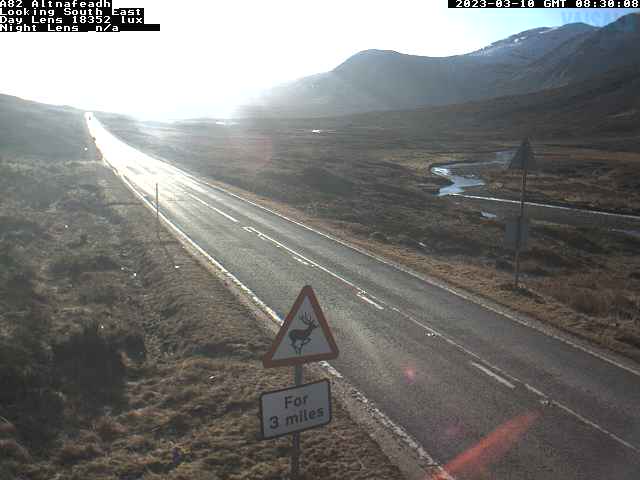 A82 Altnafeadh
Looking South East
Day Lens 18352 lux
Night Lens n/a
2023-03-10 GMT 08:30:08
For
3 miles